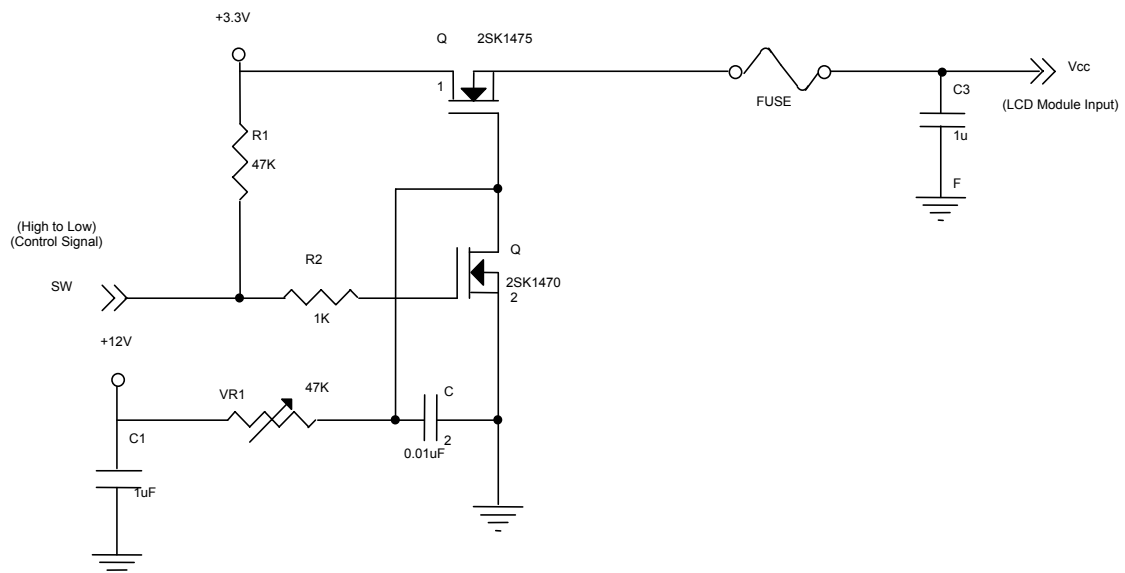 +3.3V
Q
2SK1475
1
FUSE
Vcc
(LCD Module Input)
C3
1u
F
R1
47K
(High to Low)
(Control Signal)
SW
R2
1K
Q
2SK1470
2
+12V
VR1
47K
C
2
0.01uF
C1
1uF